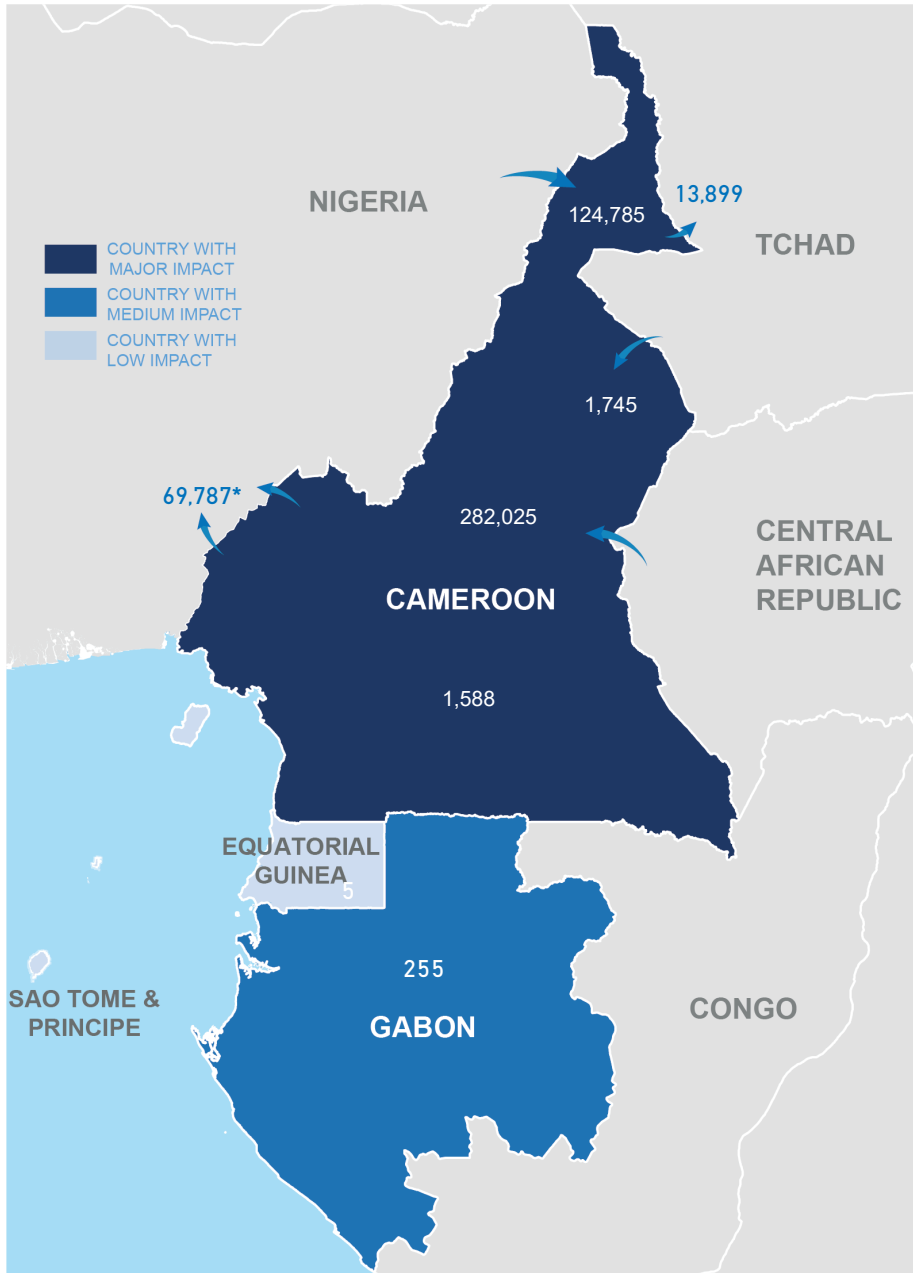 13,899
NIGERIA
124,785
TCHAD
COUNTRY WITH
MAJOR IMPACT
COUNTRY WITH
MEDIUM IMPACT
COUNTRY WITH
LOW IMPACT
1,745
69,787*
282,025
CENTRAL
AFRICAN
REPUBLIC
CAMEROON
1,588
EQUATORIAL
GUINEA
5
255
SAO TOME &
PRINCIPE
GABON
CONGO